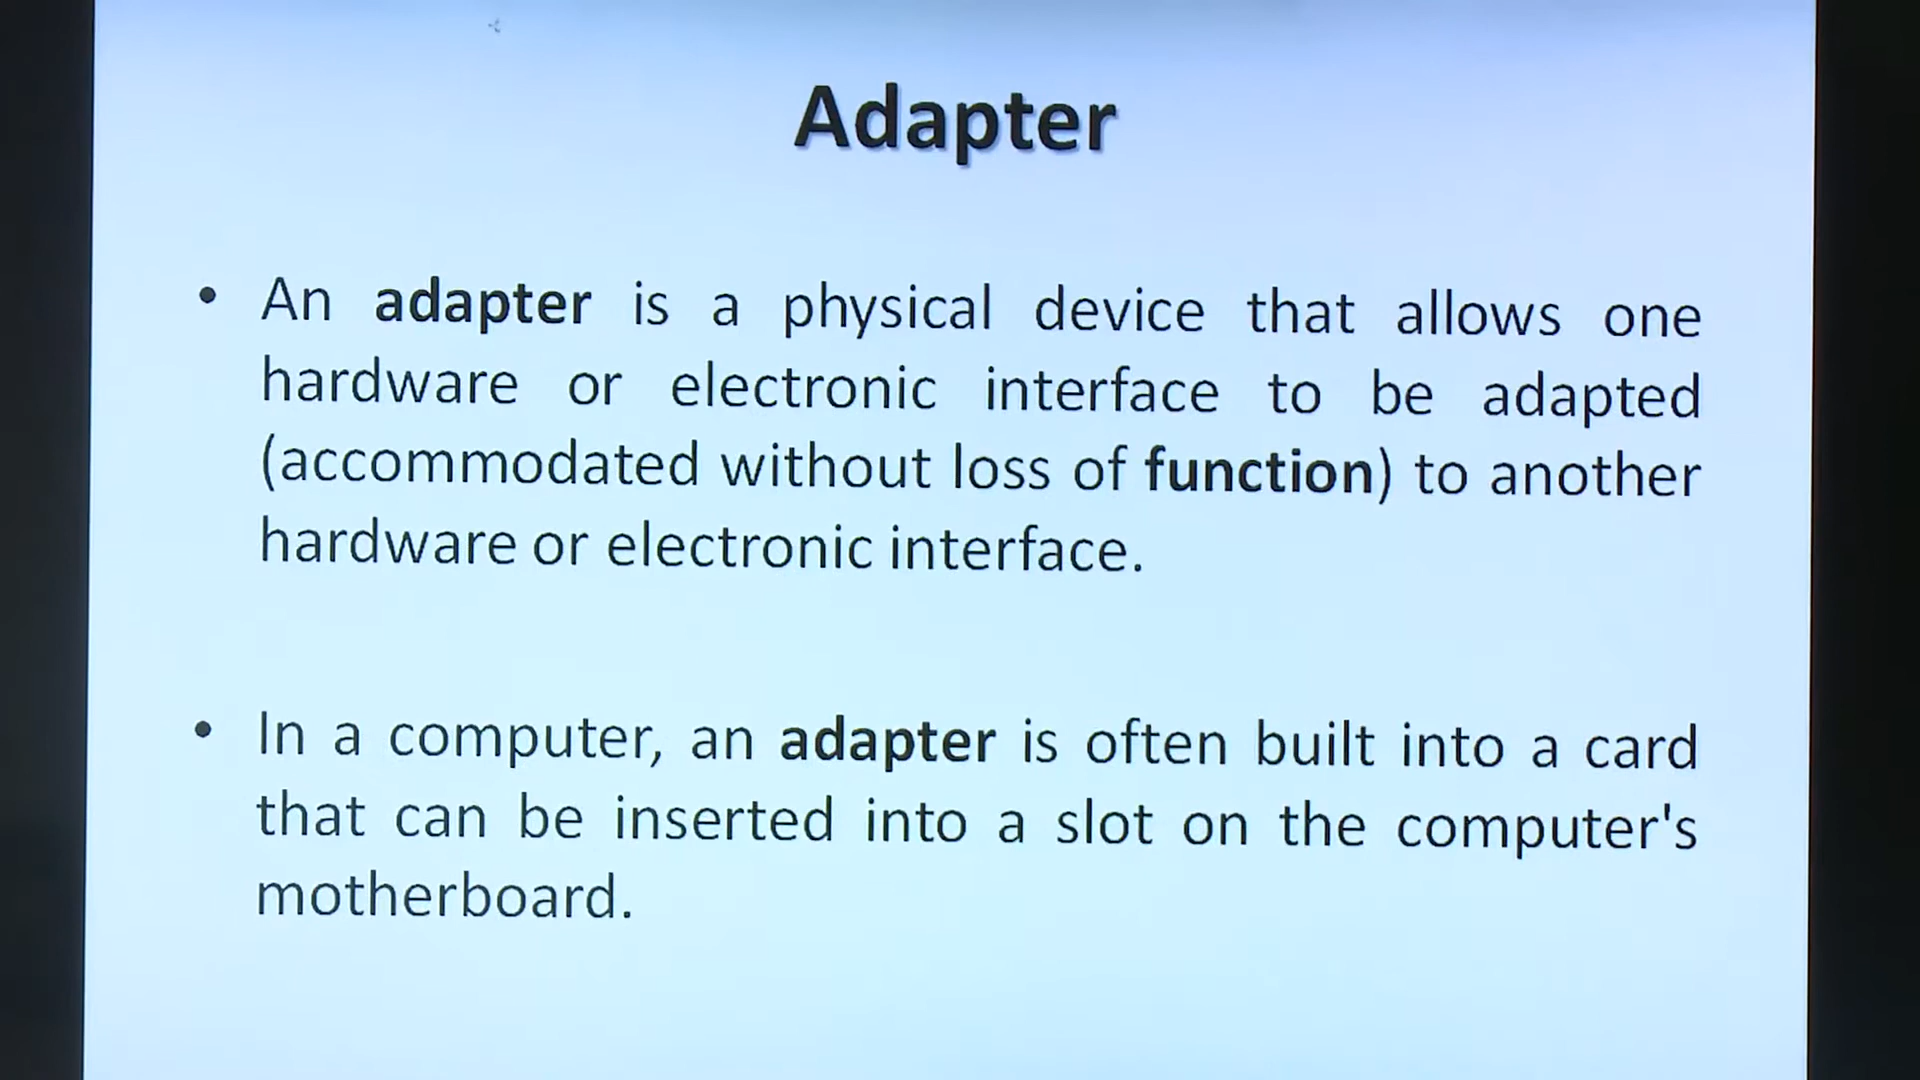 Adapter
• An adapter is a physical device that allows one
hardware or electronic interface to be adapted
(accommodated without loss of function) to another
hardware or electronic interface.
• In a computer, an adapter is often built into a card
that can be inserted into a slot on the computer's
motherboard.